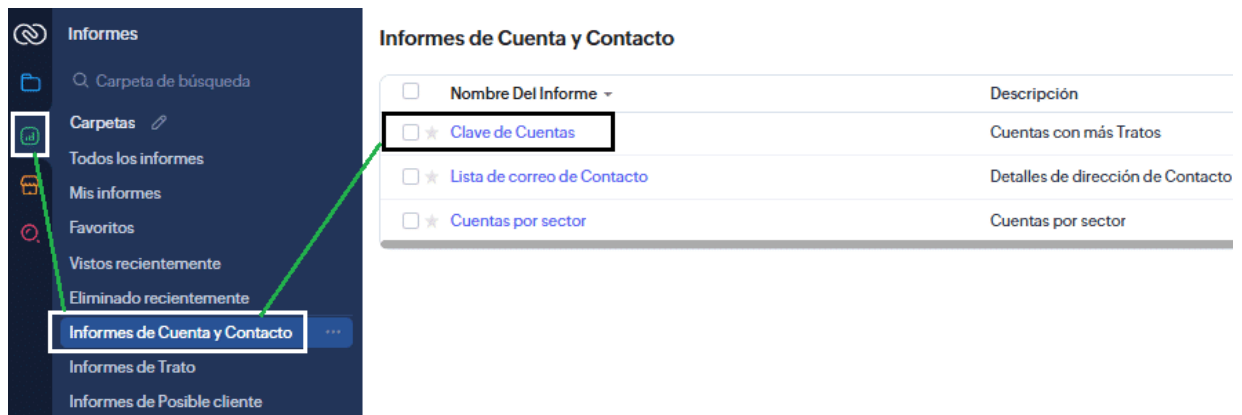 Informes
Carpeta de búsqueda
Carpetas
Todos los informes
Mis informes
Favoritos
Vistos recientemente
Eliminado recientemente
Informes de Cuenta y Contacto
Informes de Trato
Informes de Posible cliente
Informes de Cuenta y Contacto
Nombre Del Informe Descripción
Clave de Cuentas Cuentas con más Tratos
Lista de correo de Contacto Detalles de dirección de Contacto
Cuentas por sector Cuentas por sector